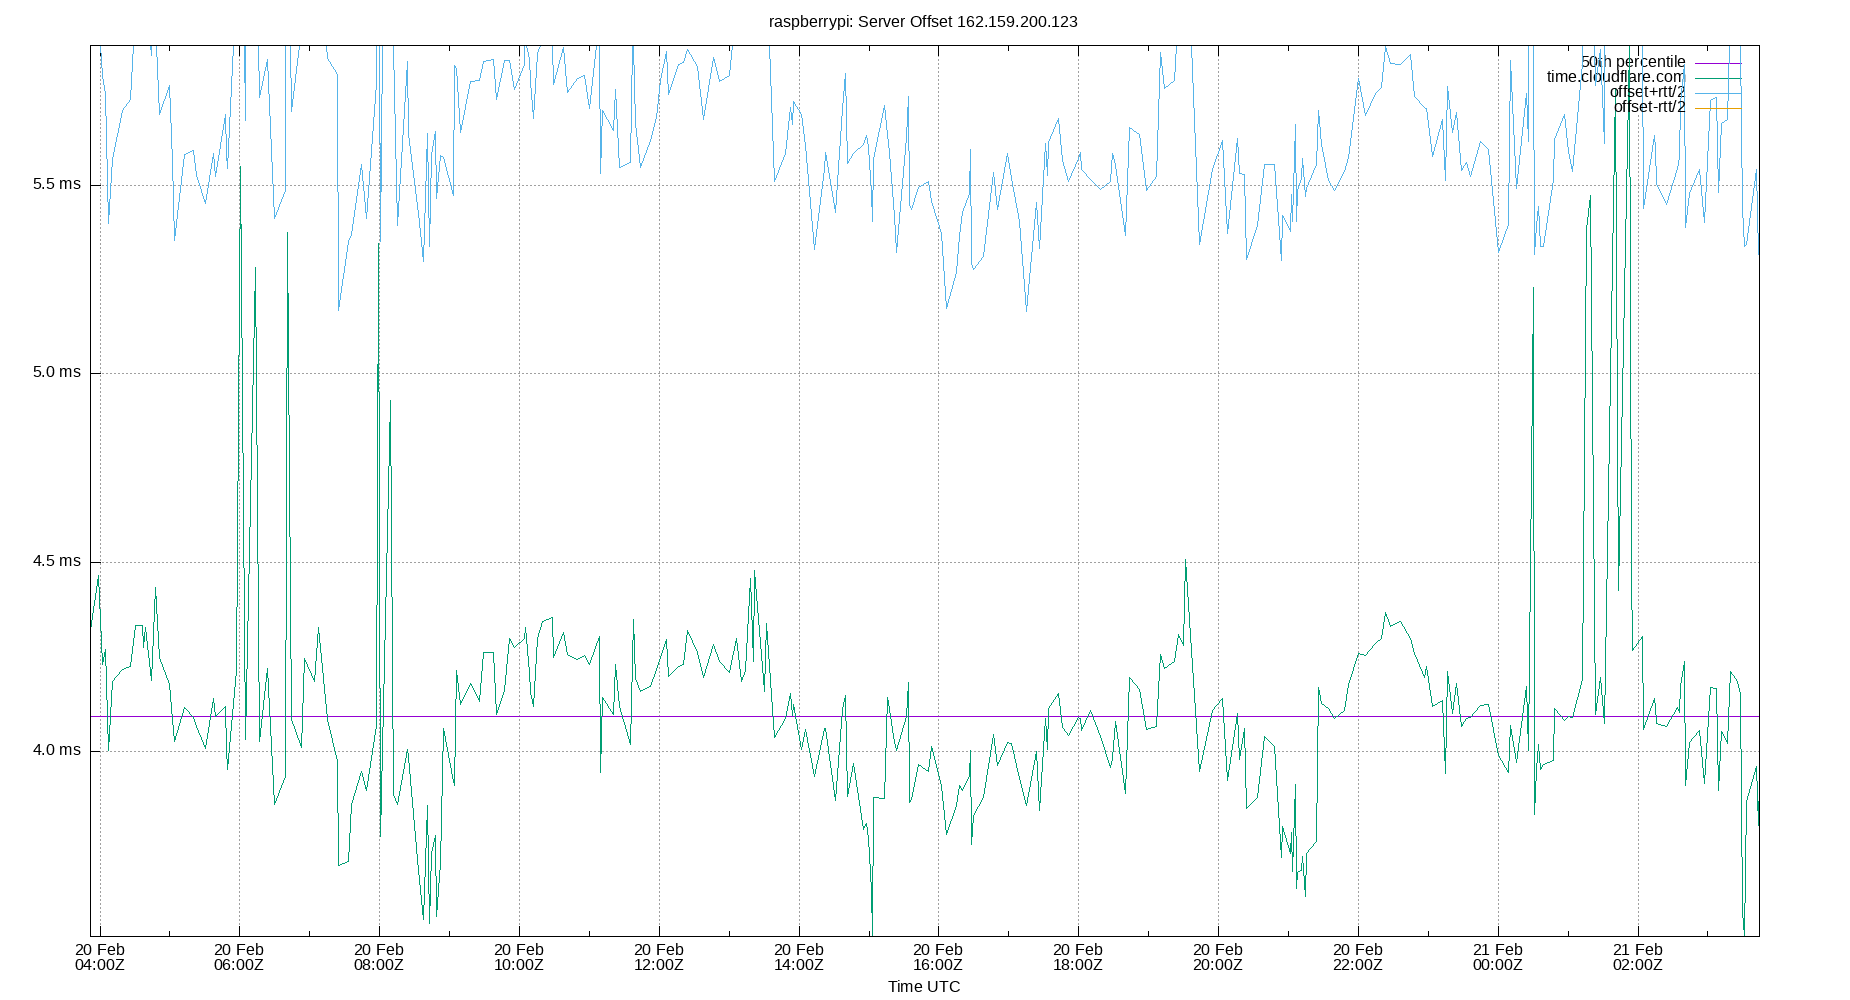 raspberrypi: Server Offset 162.159.200.123
50th percentile
time.cloudflare.com
offset+rtt/2
offset-rtt/2
5.5 ms
5.0 ms
4.5 ms
4.0 ms
20 Feb 20 Feb 20 Feb 20 Feb 20 Feb 20 Feb 20 Feb 20 Feb 20 Feb 20 Feb 21 Feb 21 Feb
04:00Z 06:00Z 08:00Z 10:00Z 12:00Z 14:00Z 16:00Z 18:00Z 20:00Z 22:00Z 00:00Z 02:00Z
Time UTC